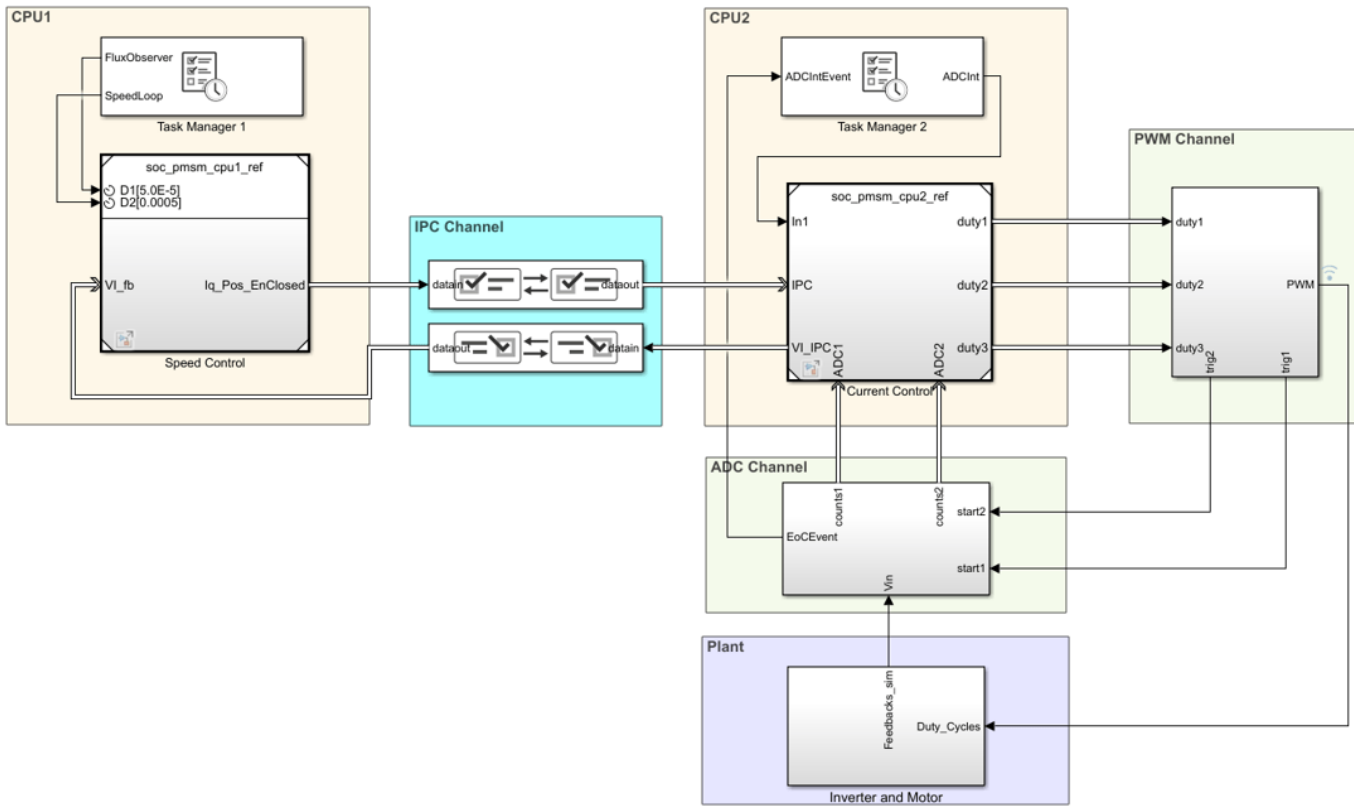 CPU1
FluxObserver
SpeedLoop
Task Manager 1
soc_pmsm_cpu1_ref
D1[5.0E-5]
D2[0.0005]
VI_fb
Iq_Pos_EnClosed
Speed Control
IPC Channel
datain
dataout
dataout
datain
CPU2
ADCIntEvent
ADCInt
Task Manager 2
soc_pmsm_cpu2_ref
In1
duty1
IPC
duty2
VI_IPC
ADC1
ADC2
duty3
Current Control
PWM Channel
duty1
duty2
PWM
duty3
trig2
trig1
ADC Channel
counts1
counts2
start2
EoCEvent
start1
Vin
Plant
Feedbacks_sim
Duty_Cycles
Inverter and Motor